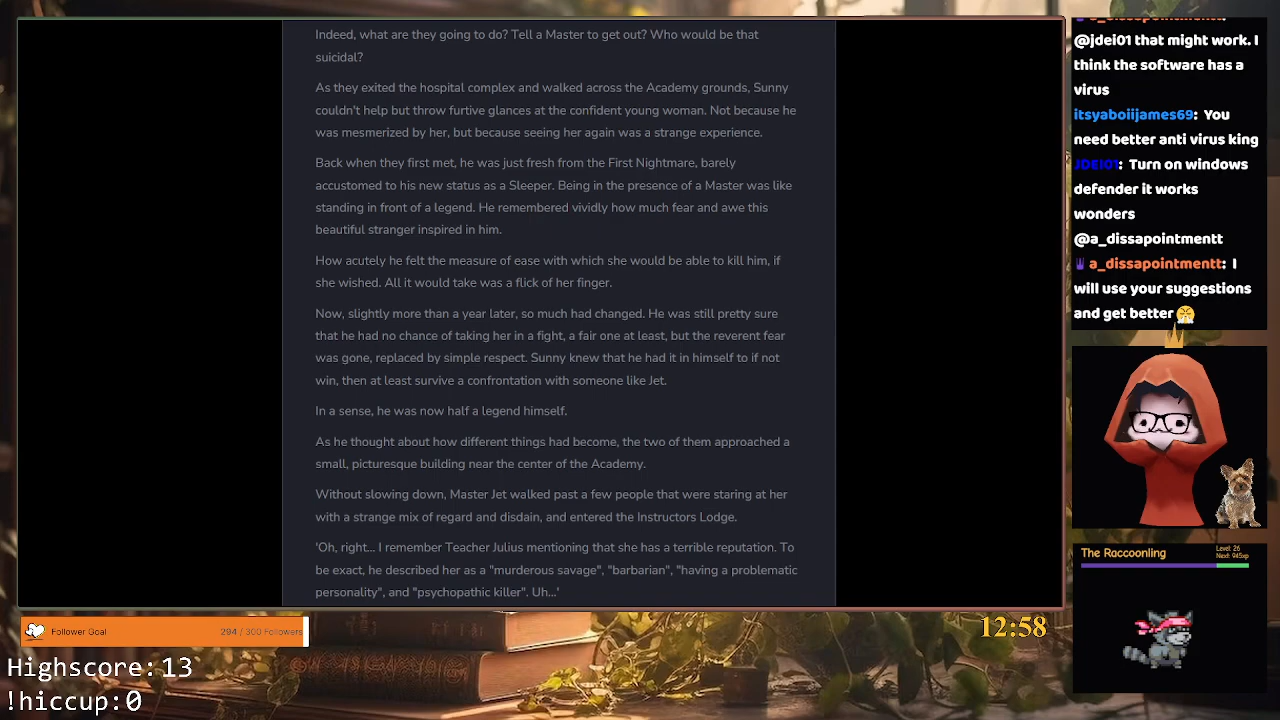 Indeed, what are they going to do? Tell a Master to get out? Who would be that
suicidal?
As they exited the hospital complex and walked across the Academy grounds, Sunny
couldn't help but throw furtive glances at the confident young woman. Not because he
was mesmerized by her, but because seeing her again was a strange experience.
Back when they first met, he was just fresh from the First Nightmare, barely
accustomed to his new status as a Sleeper. Being in the presence of a Master was like
standing in front of a legend. He remembered vividly how much fear and awe this
beautiful stranger inspired in him.
How acutely he felt the measure of ease with which she would be able to kill him, if
she wished. All it would take was a flick of her finger.
Now, slightly more than a year later, so much had changed. He was still pretty sure
that he had no chance of taking her in a fight, a fair one at least, but the reverent fear
was gone, replaced by simple respect. Sunny knew that he had it in himself to if not
win, then at least survive a confrontation with someone like Jet.
In a sense, he was now half a legend himself.
As he thought about how different things had become, the two of them approached a
small, picturesque building near the center of the Academy.
Without slowing down, Master Jet walked past a few people that were staring at her
with a strange mix of regard and disdain, and entered the Instructors Lodge.
'Oh, right... I remember Teacher Julius mentioning that she has a terrible reputation. To
be exact, he described her as a "murderous savage", "barbarian", "having a problematic
personality", and "psychopathic killer". Uh...'
a_dissapointmentt:
@jdei01 that might work. I
think the software has a
virus
itsyaboiijames69: You
need better anti virus king
JDEI01: Turn on windows
defender it works
wonders
@a_dissapointmentt
a_dissapointmentt: I
will use your suggestions
and get better😤
The Raccoonling
Level: 26
Next: 945xp
Follower Goal
294 / 300 Followers
12:58
Highscore:13
!hiccup:0